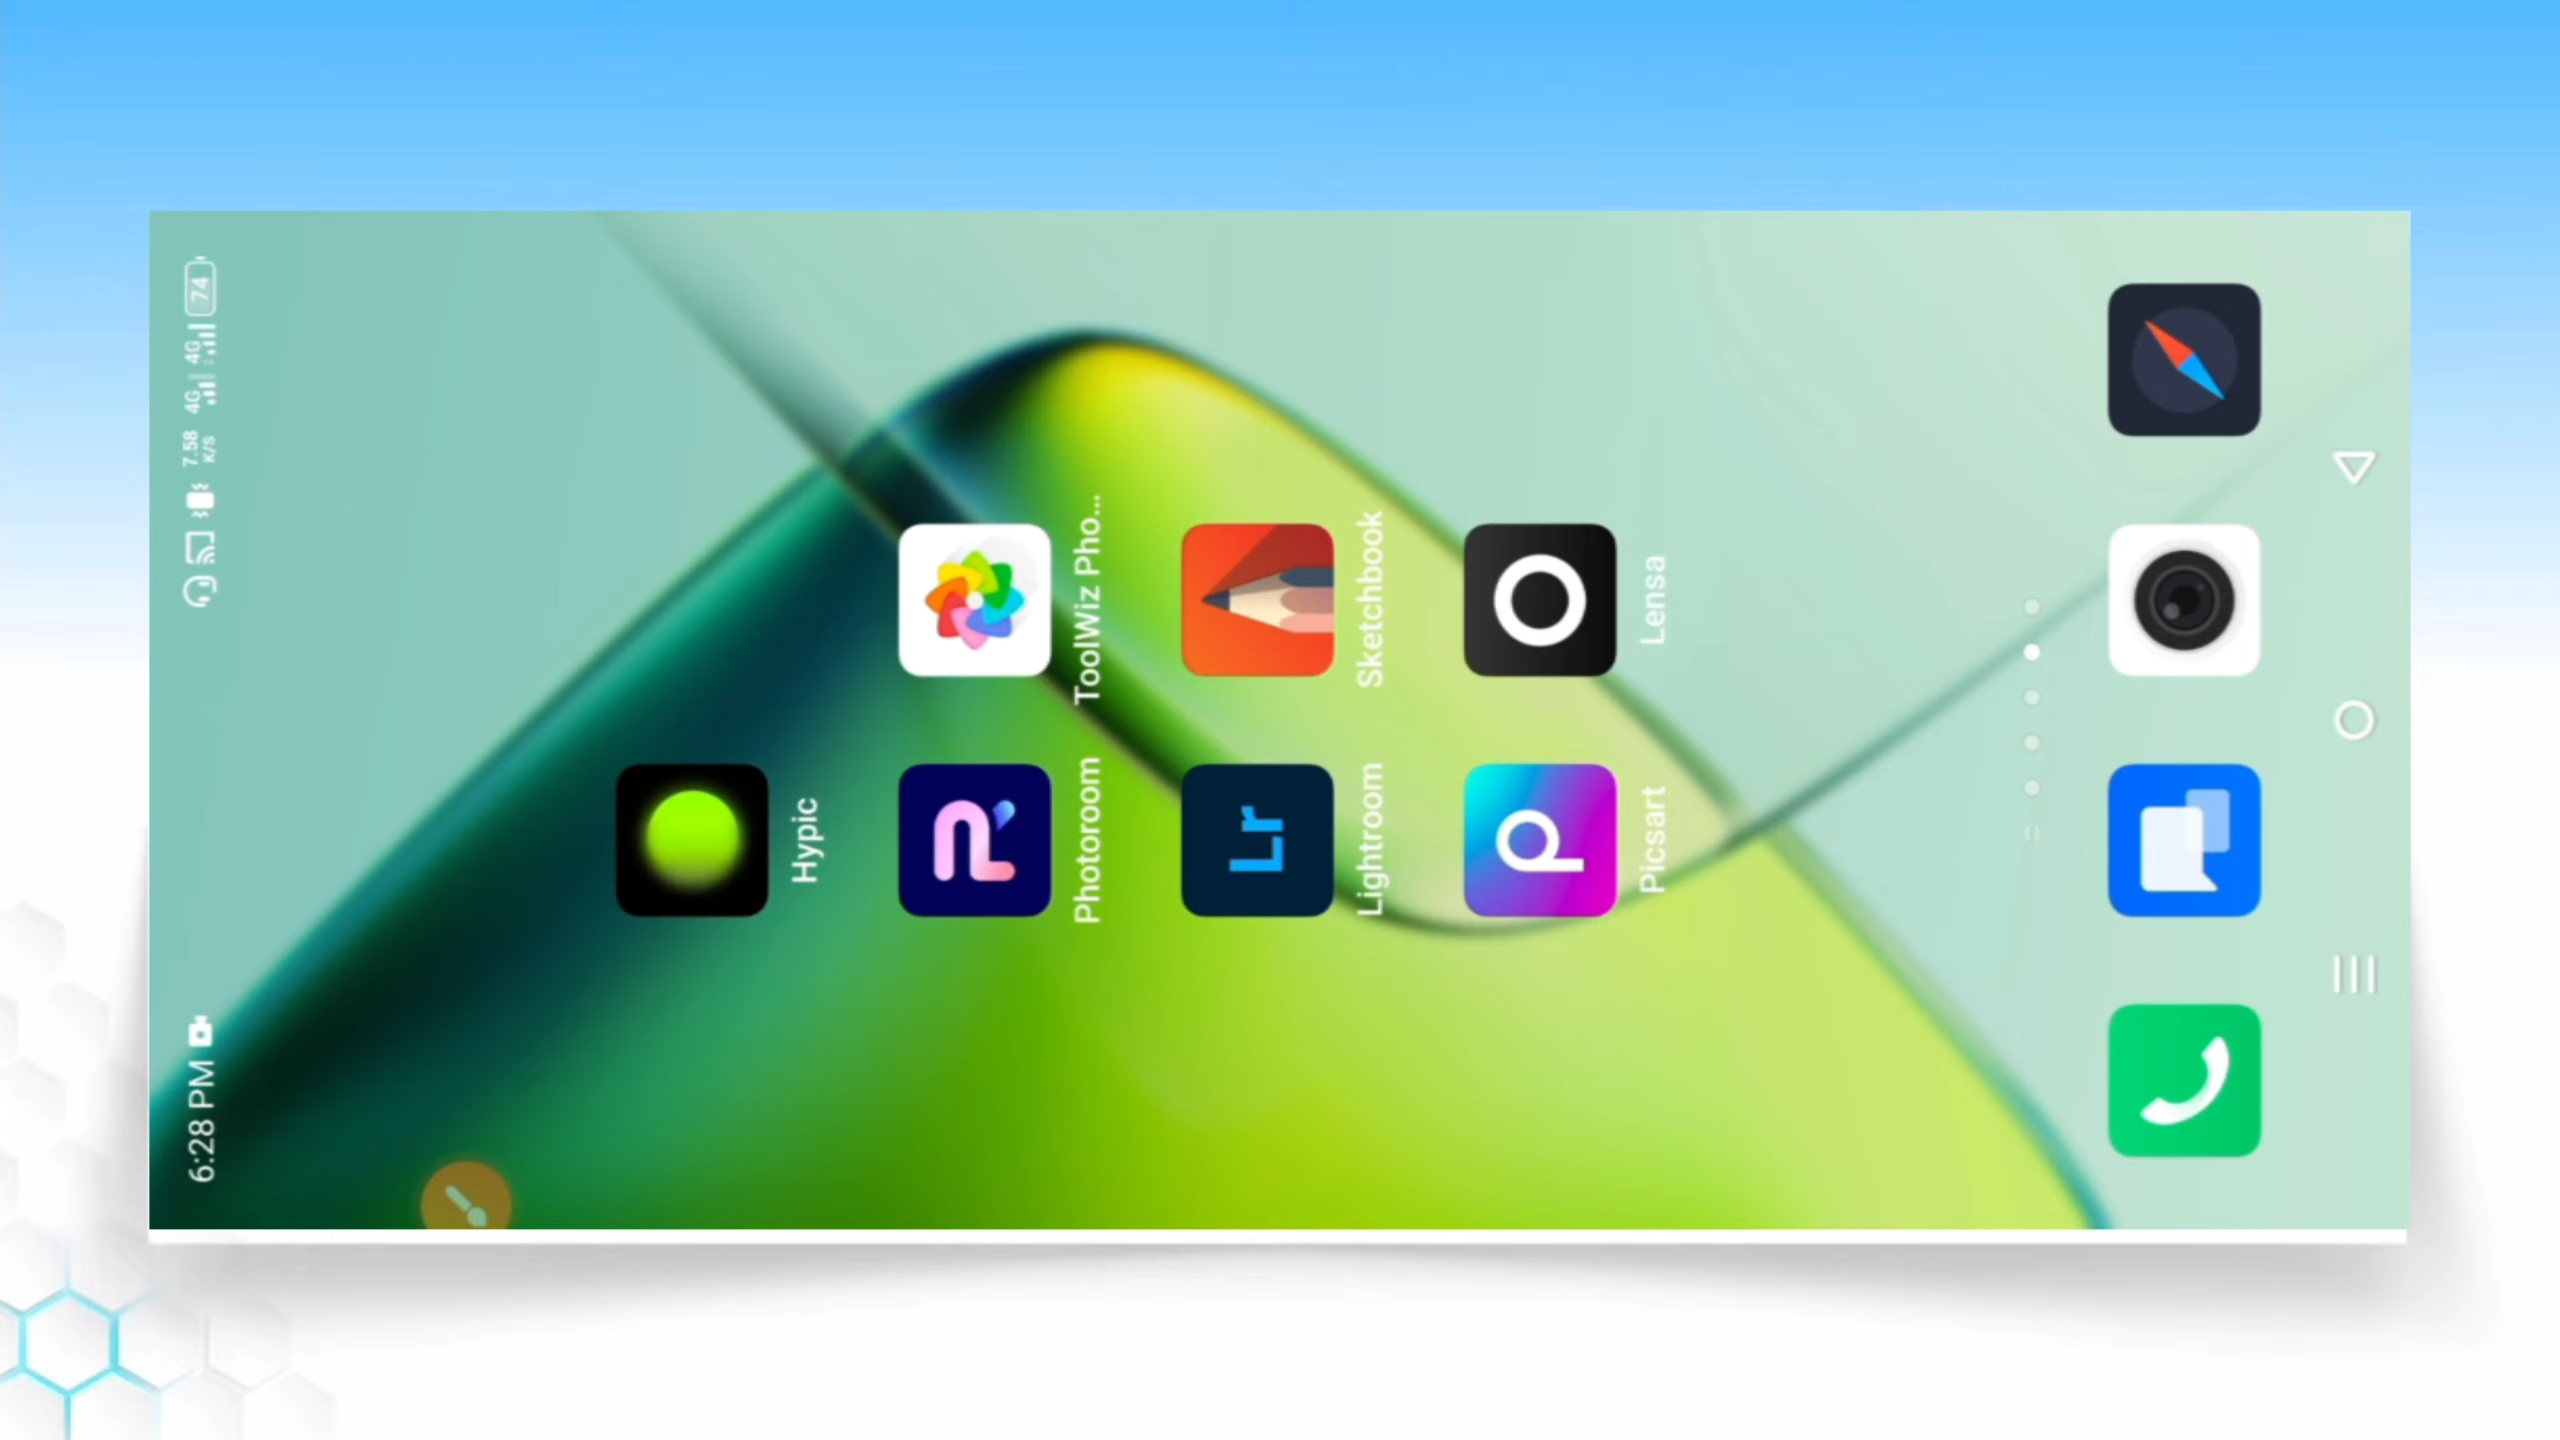 6:28 PM
7.58
K/s
4G
4G
74
Hypic
Photoroom
ToolWiz Pho...
Lr
Lightroom
Sketchbook
Picsart
Lensa